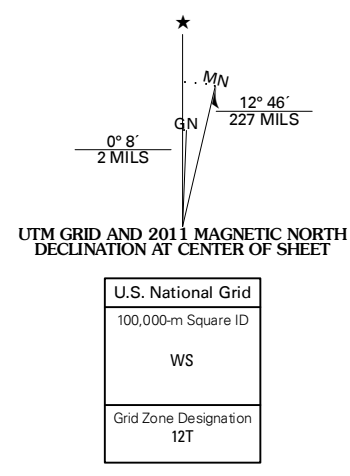 ★
MN
GN
12° 46´
227 MILS
0° 8´
2 MILS
UTM GRID AND 2011 MAGNETIC NORTH
DECLINATION AT CENTER OF SHEET
U.S. National Grid
100,000-m Square ID
WS
Grid Zone Designation
12T